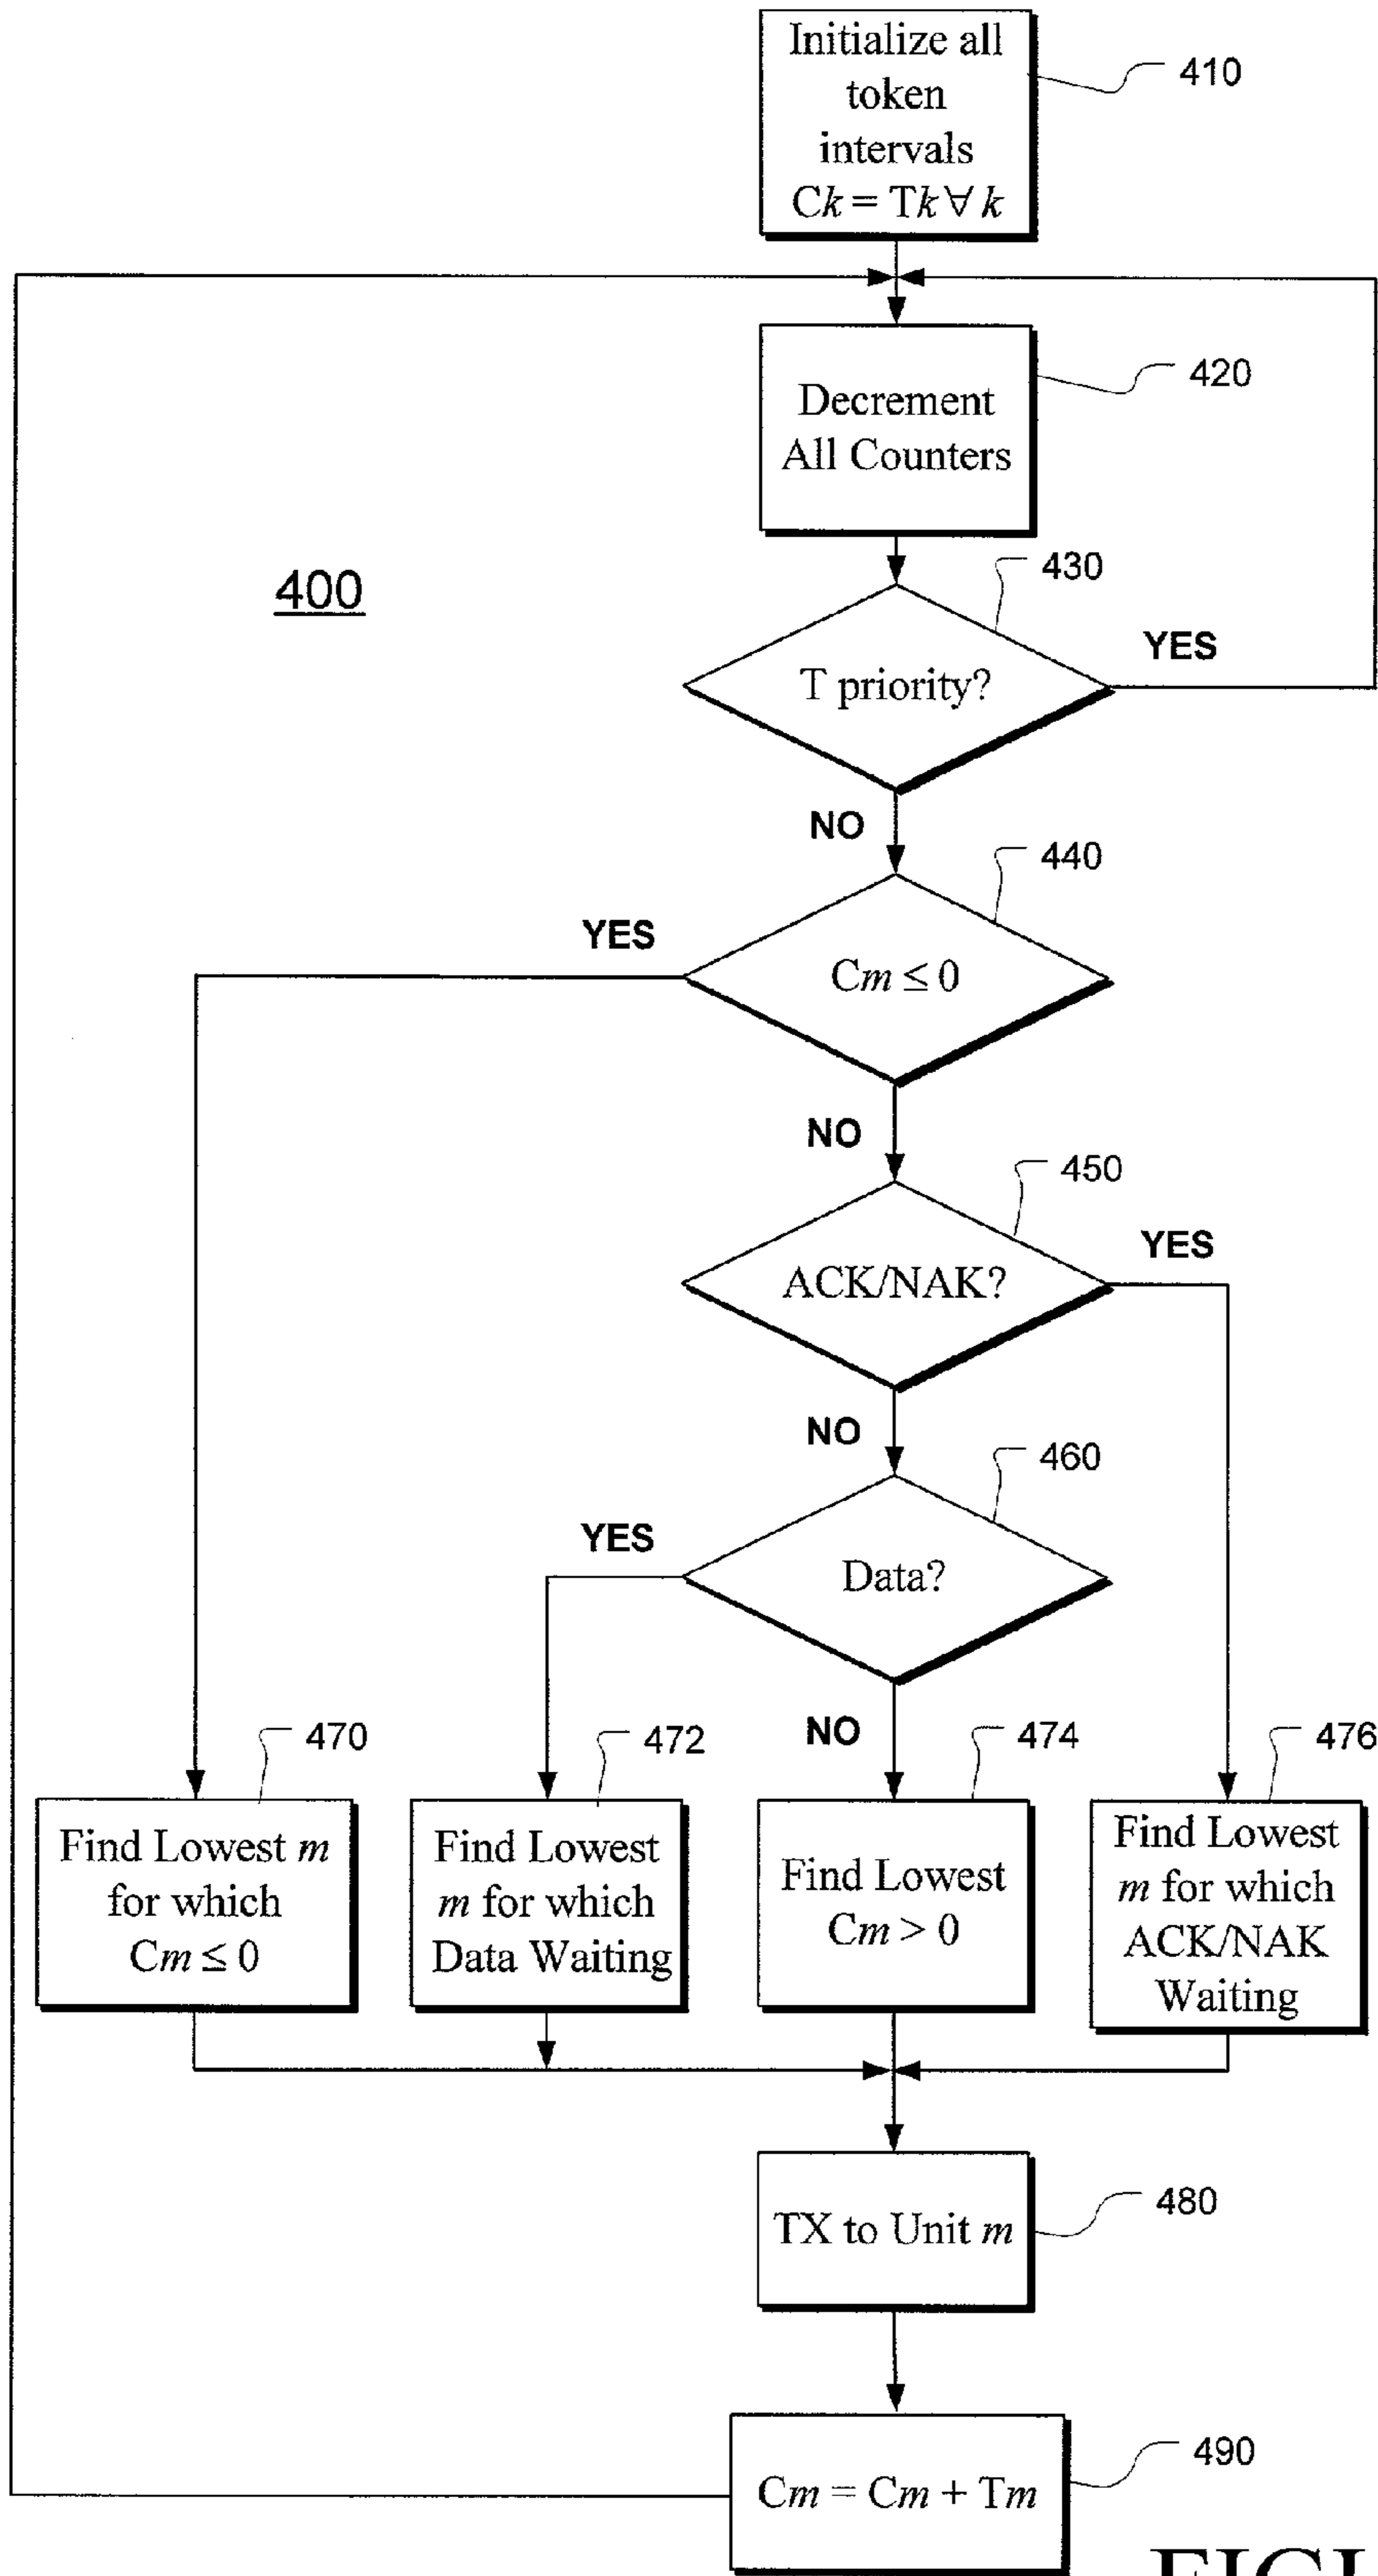 Initialize all
token
intervals
Ck = Tk ∀ k
410
Decrement
All Counters
420
400
430
T priority?
YES
NO
440
YES
Cm ≤ 0
NO
450
ACK/NAK?
YES
NO
460
YES
Data?
NO
470
472
474
476
Find Lowest m
for which
Cm ≤ 0
Find Lowest
m for which
Data Waiting
Find Lowest
Cm > 0
Find Lowest
m for which
ACK/NAK
Waiting
TX to Unit m
480
Cm = Cm + Tm
490